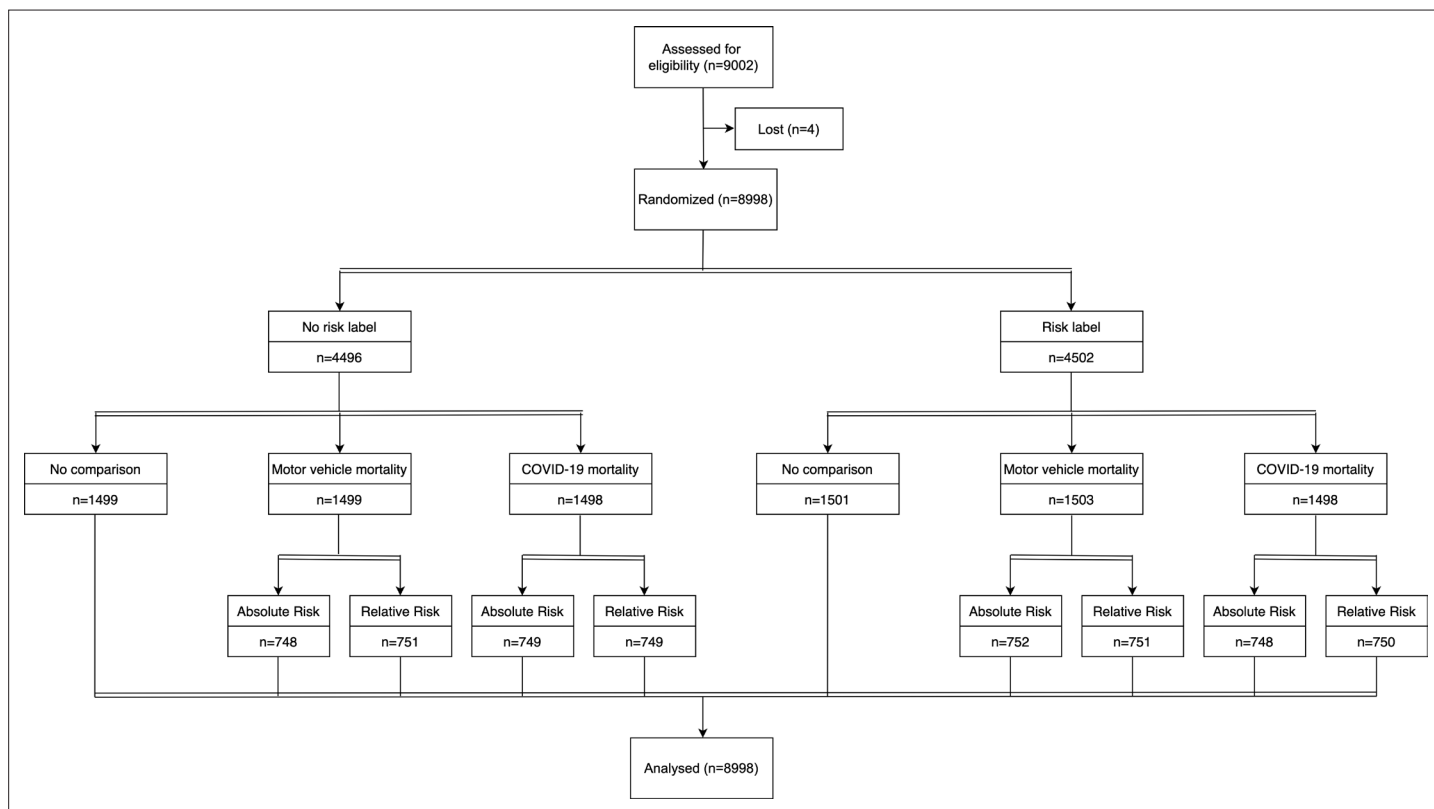 Assessed for
eligibility (n=9002)
Lost (n=4)
Randomized (n=8998)
No risk label
n=4496
Risk label
n=4502
No comparison
n=1499
Motor vehicle mortality
n=1499
COVID-19 mortality
n=1498
No comparison
n=1501
Motor vehicle mortality
n=1503
COVID-19 mortality
n=1498
Absolute Risk
n=748
Relative Risk
n=751
Absolute Risk
n=749
Relative Risk
n=749
Absolute Risk
n=752
Relative Risk
n=751
Absolute Risk
n=748
Relative Risk
n=750
Analysed (n=8998)